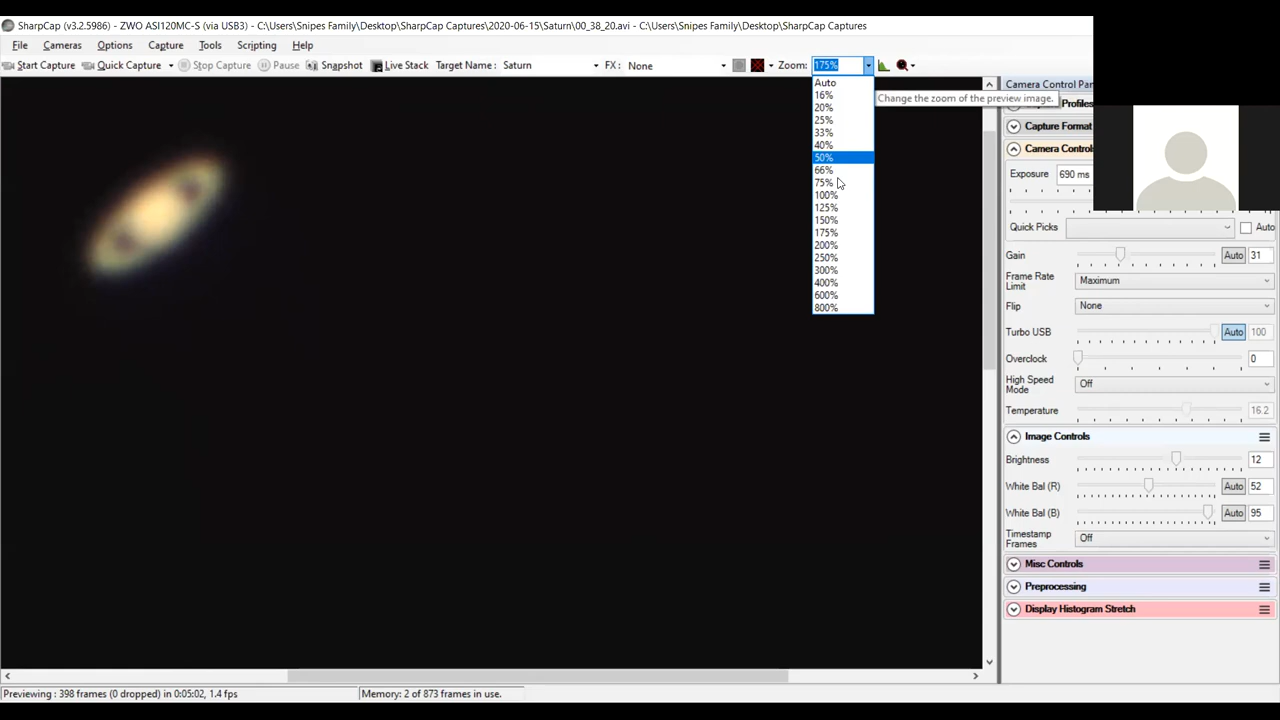 SharpCap (v3.2.5986) - ZWO ASI120MC-S (via USB3) - C:\Users\Snipes Family\Desktop\SharpCap Captures\2020-06-15\Saturn\00_38_20.avi - C:\Users\Snipes Family\Desktop\SharpCap Captures
File Cameras Options Capture Tools Scripting Help
Start Capture Quick Capture Stop Capture Pause Snapshot Live Stack Target Name : Saturn FX: None Zoom: 175%
Auto
16%
20%
25%
33%
40%
50%
66%
75%
100%
125%
150%
175%
200%
250%
300%
400%
600%
800%
Change the zoom of the preview image.
Camera Control Pan
Profiles
Capture Format
Camera Controls
Exposure 690 ms
Quick Picks Auto
Gain Auto 31
Frame Rate Limit Maximum
Flip None
Turbo USB Auto 100
Overclock 0
High Speed Mode Off
Temperature 16.2
Image Controls
Brightness 12
White Bal (R) Auto 52
White Bal (B) Auto 95
Timestamp Frames Off
Misc Controls
Preprocessing
Display Histogram Stretch
Previewing : 398 frames (0 dropped) in 0:05:02, 1.4 fps Memory: 2 of 873 frames in use.